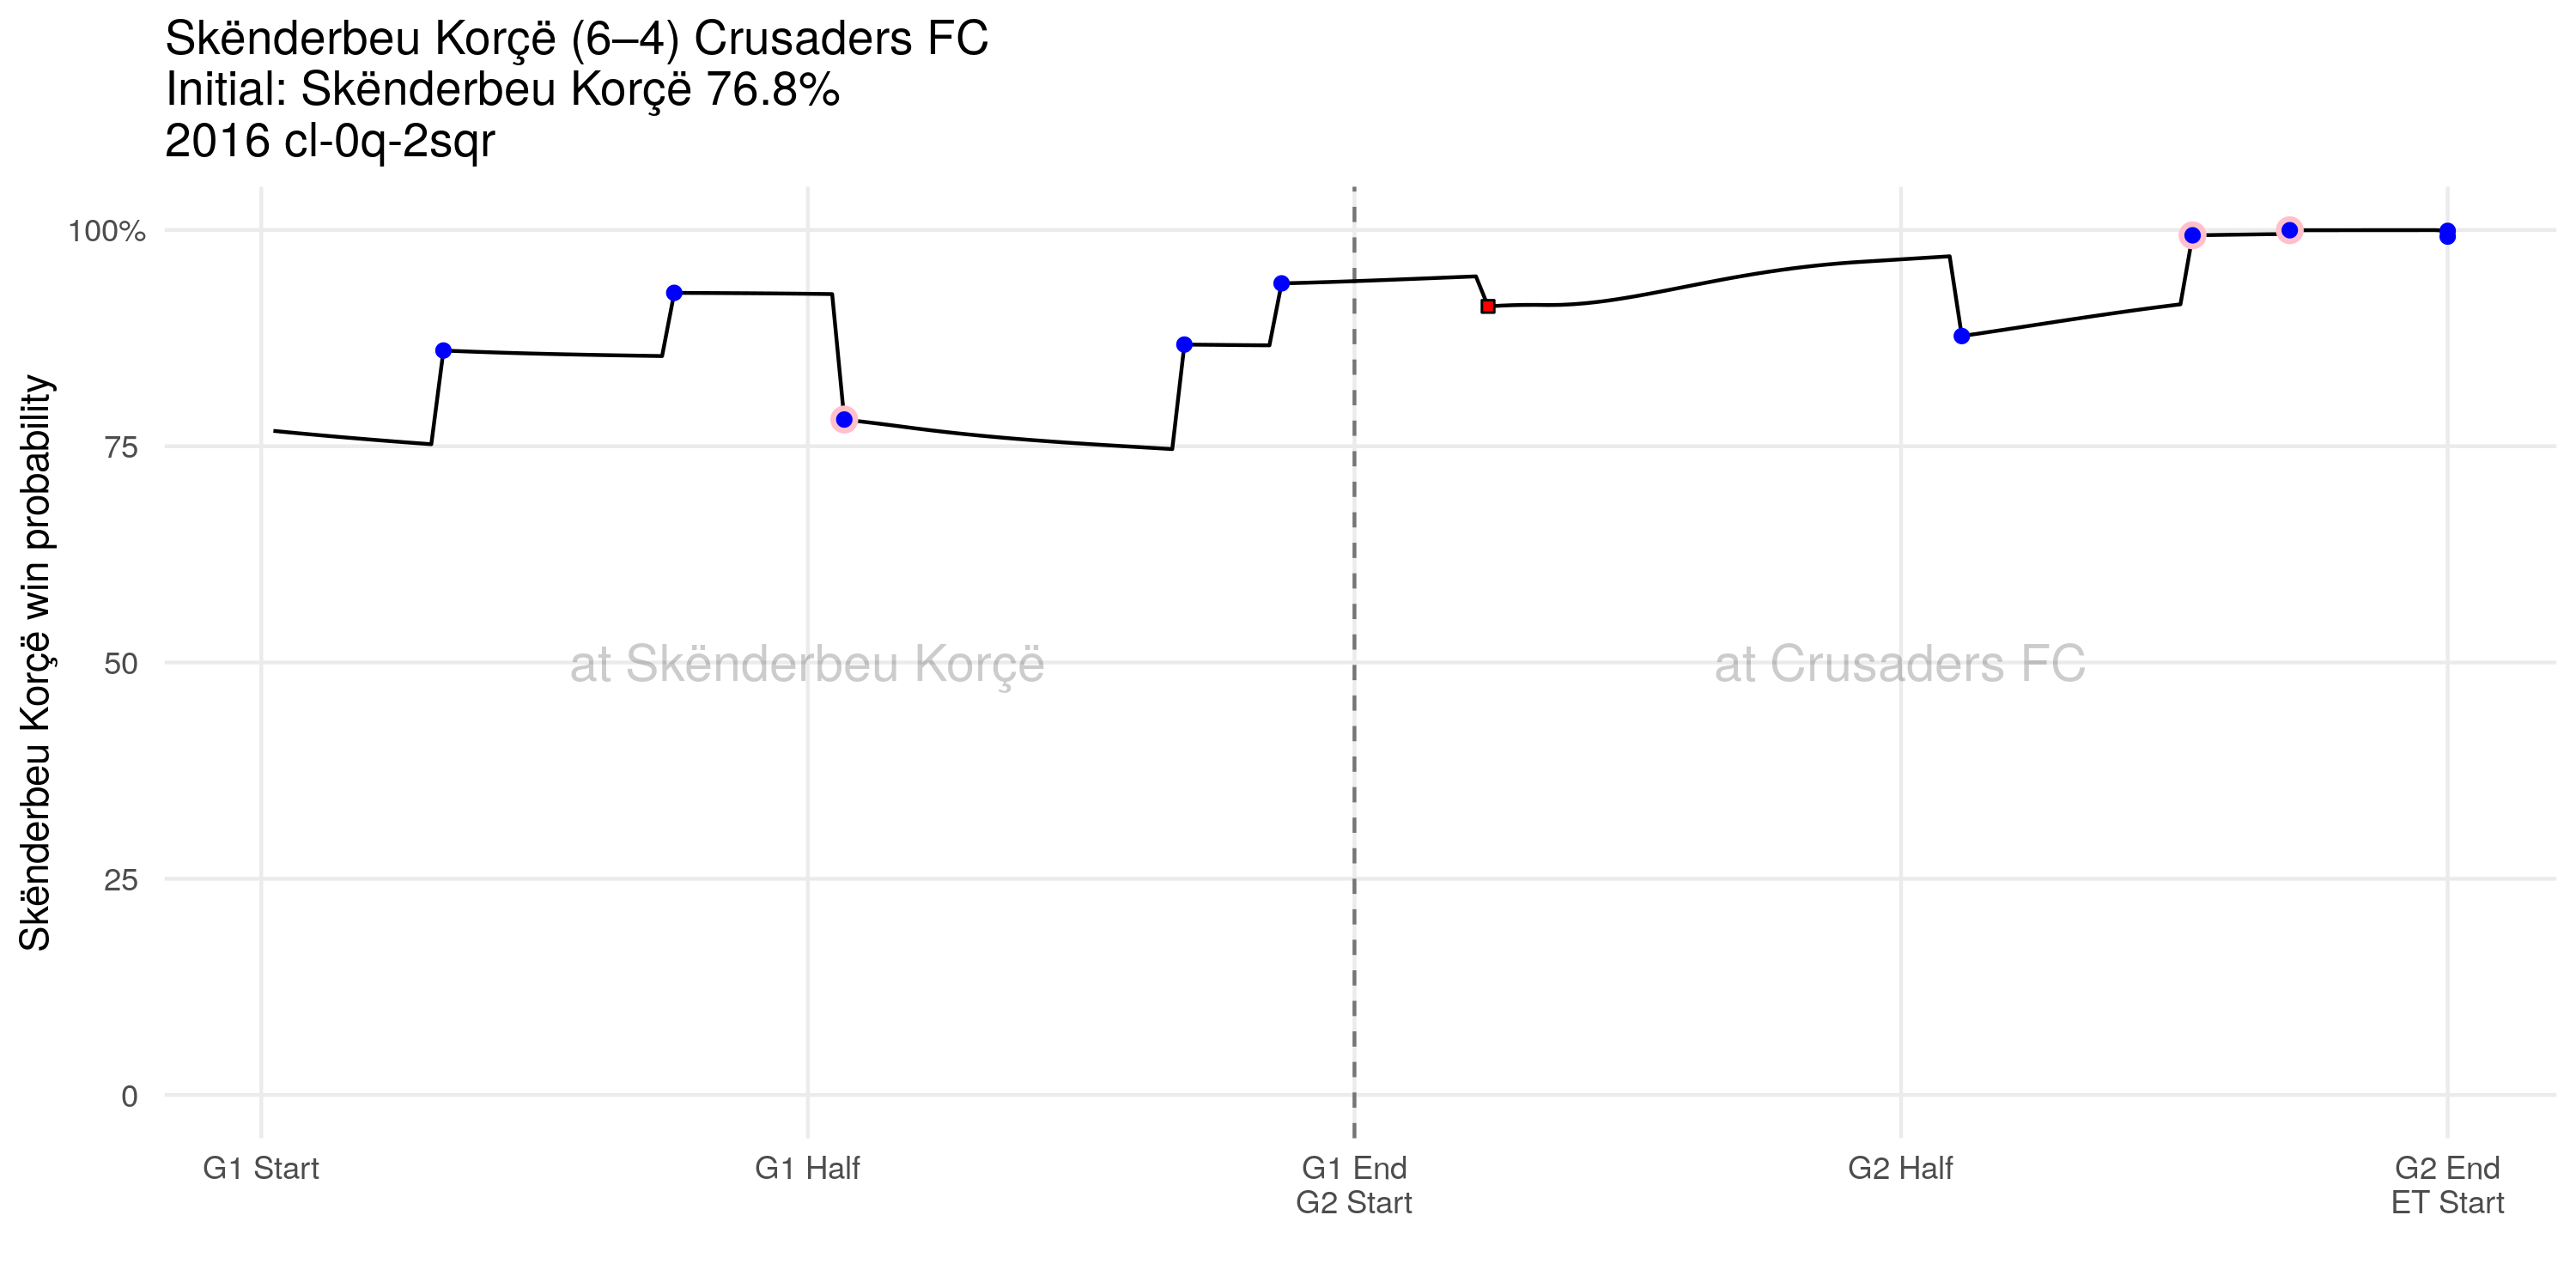 Skënderbeu Korçë (6–4) Crusaders FC
Initial: Skënderbeu Korçë 76.8%
2016 cl-0q-2sqr
Skënderbeu Korçë win probability
100%
75
50
25
0
at Skënderbeu Korçë
at Crusaders FC
G1 Start
G1 Half
G1 End
G2 Start
G2 Half
G2 End
ET Start